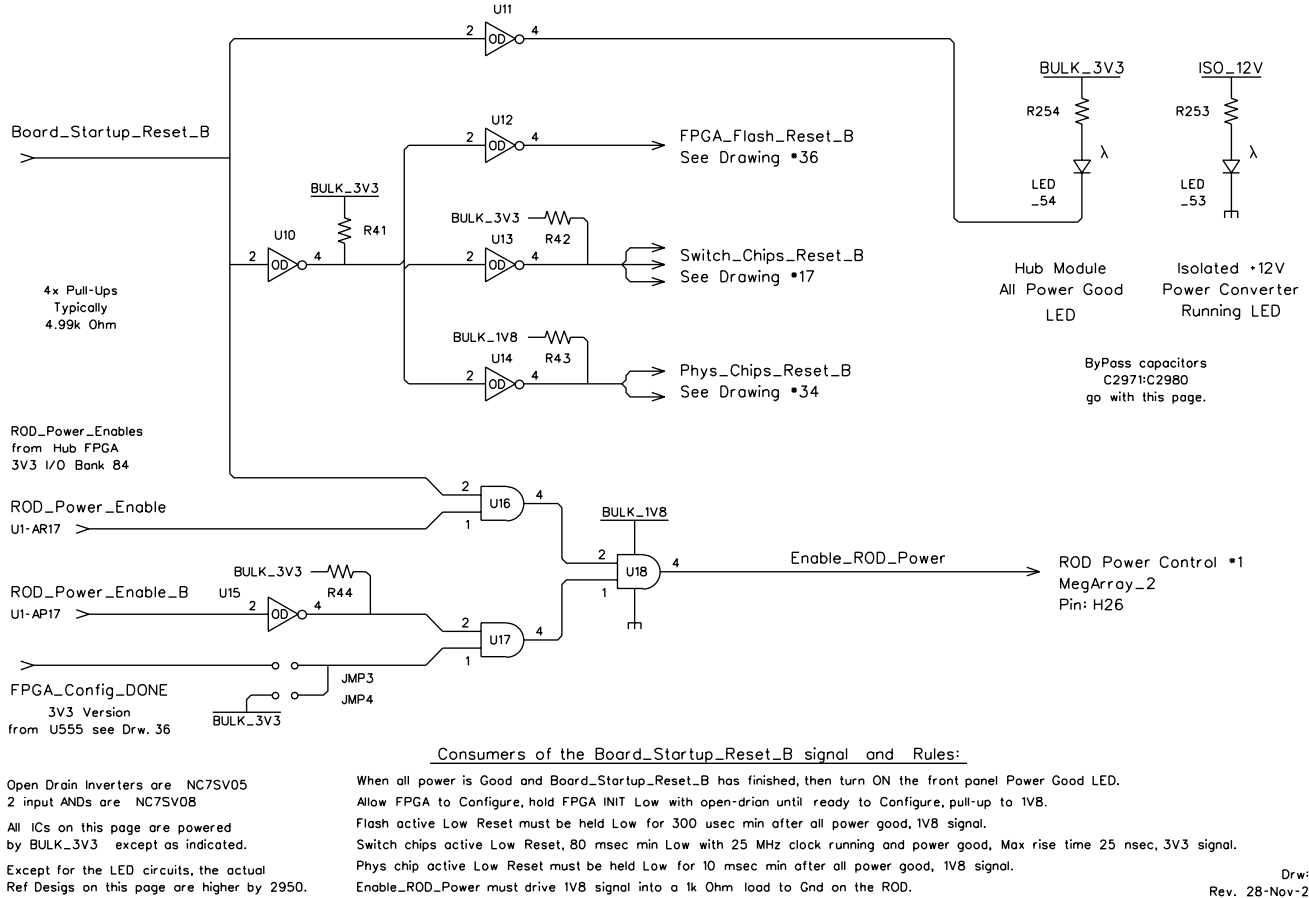 U11
2 OD 4
Board_Startup_Reset_B
U12
2 OD 4
FPGA_Flash_Reset_B
See Drawing *36
BULK_3V3
R41
U10
2 OD 4
BULK_3V3
R42
U13
2 OD 4
Switch_Chips_Reset_B
See Drawing *17
BULK_1V8
R43
U14
2 OD 4
Phys_Chips_Reset_B
See Drawing *34
4x Pull-Ups
Typically
4.99k Ohm
BULK_3V3
R254
λ
LED
_54
Hub Module
All Power Good
LED
ISO_12V
R253
λ
LED
_53
Isolated +12V
Power Converter
Running LED
ByPass capacitors
C2971:C2980
go with this page.
ROD_Power_Enables
from Hub FPGA
3V3 I/O Bank 84
ROD_Power_Enable
U1-AR17
2
1
U16
4
BULK_3V3
R44
ROD_Power_Enable_B
U1-AP17
U15
2 OD 4
2
1
U17
4
BULK_1V8
2
1
U18
4
Enable_ROD_Power
ROD Power Control *1
MegArray_2
Pin: H26
FPGA_Config_DONE
3V3 Version
from U555 see Drw. 36
JMP3
JMP4
BULK_3V3
Consumers of the Board_Startup_Reset_B signal and Rules:
When all power is Good and Board_Startup_Reset_B has finished, then turn ON the front panel Power Good LED.
Allow FPGA to Configure, hold FPGA INIT Low with open-drian until ready to Configure, pull-up to 1V8.
Flash active Low Reset must be held Low for 300 usec min after all power good, 1V8 signal.
Switch chips active Low Reset, 80 msec min Low with 25 MHz clock running and power good, Max rise time 25 nsec, 3V3 signal.
Phys chip active Low Reset must be held Low for 10 msec min after all power good, 1V8 signal.
Enable_ROD_Power must drive 1V8 signal into a 1k Ohm load to Gnd on the ROD.
Open Drain Inverters are NC7SV05
2 input ANDs are NC7SV08
All ICs on this page are powered
by BULK_3V3 except as indicated.
Except for the LED circuits, the actual
Ref Desigs on this page are higher by 2950.
Drw:
Rev. 28-Nov-2